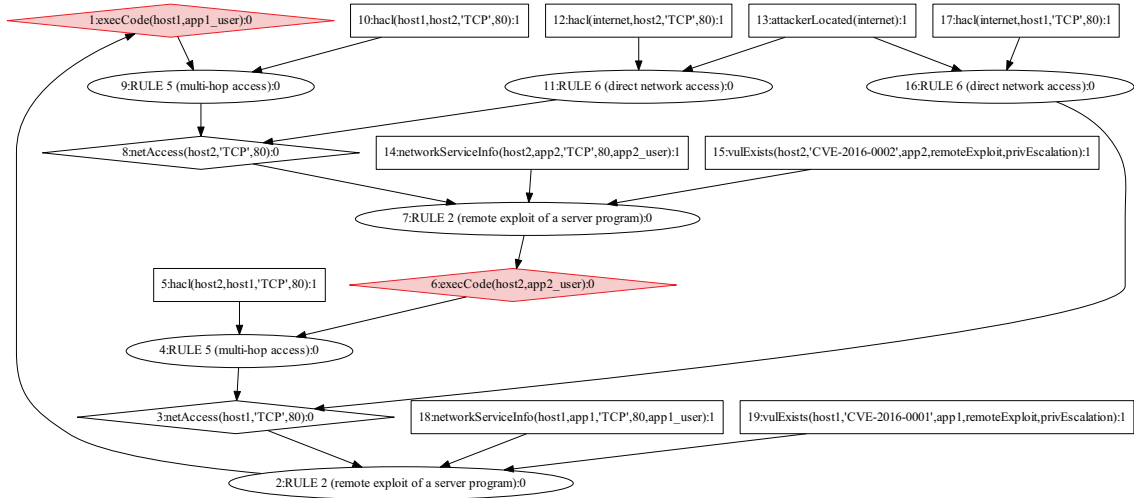 1:execCode(host1,app1_user):0
10:hacl(host1,host2,'TCP',80):1
12:hacl(internet,host2,'TCP',80):1
13:attackerLocated(internet):1
17:hacl(internet,host1,'TCP',80):1
9:RULE 5 (multi-hop access):0
11:RULE 6 (direct network access):0
16:RULE 6 (direct network access):0
8:netAccess(host2,'TCP',80):0
14:networkServiceInfo(host2,app2,'TCP',80,app2_user):1
15:vulExists(host2,'CVE-2016-0002',app2,remoteExploit,privEscalation):1
7:RULE 2 (remote exploit of a server program):0
5:hacl(host2,host1,'TCP',80):1
6:execCode(host2,app2_user):0
4:RULE 5 (multi-hop access):0
3:netAccess(host1,'TCP',80):0
18:networkServiceInfo(host1,app1,'TCP',80,app1_user):1
19:vulExists(host1,'CVE-2016-0001',app1,remoteExploit,privEscalation):1
2:RULE 2 (remote exploit of a server program):0